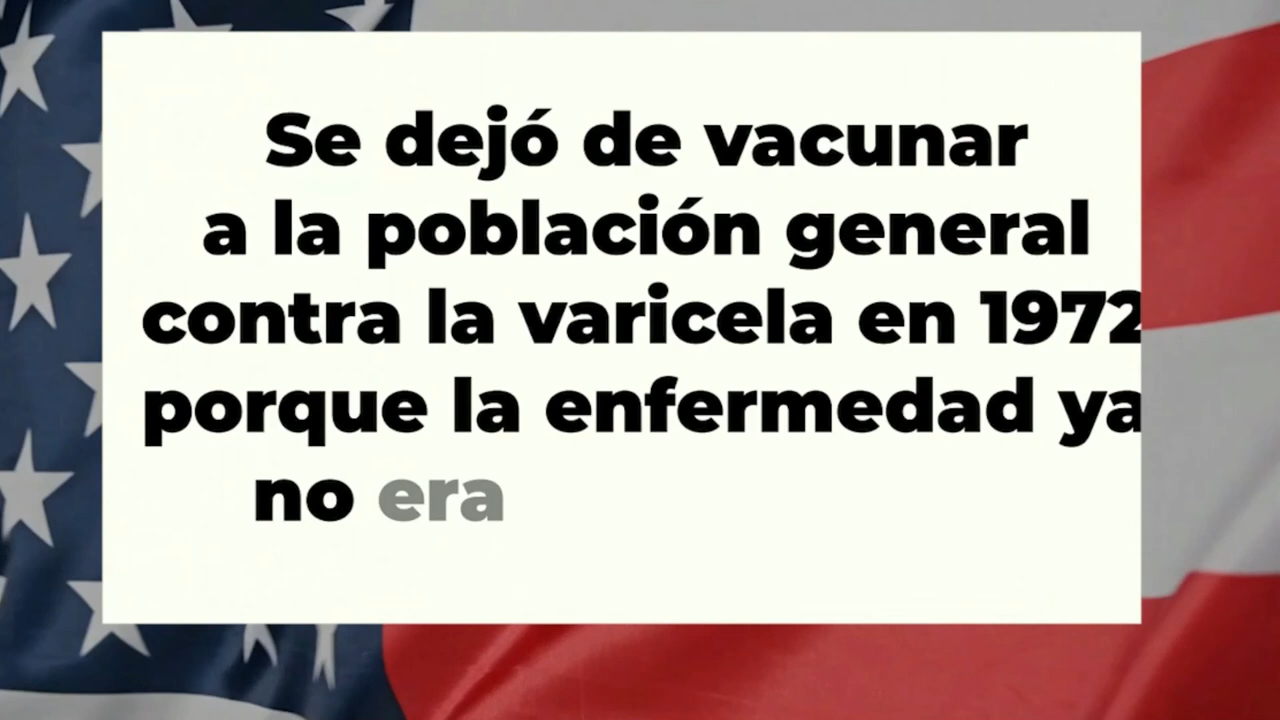 Se dejó de vacunar
a la población general
contra la varicela en 1972
porque la enfermedad ya
no era